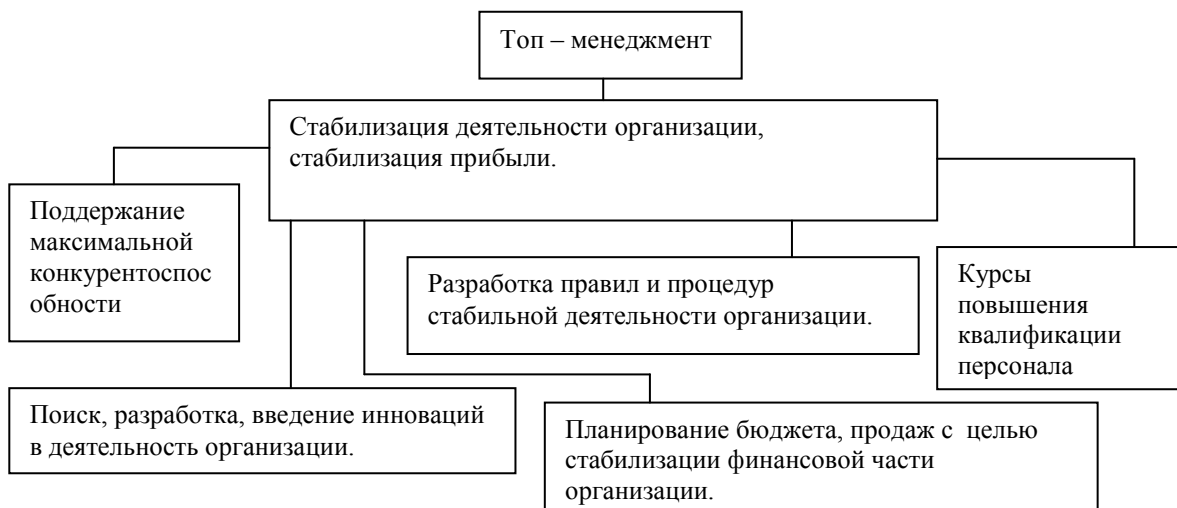 Топ – менеджмент
Стабилизация деятельности организации,
стабилизация прибыли.
Поддержание
максимальной
конкурентоспос
обности
Разработка правил и процедур
стабильной деятельности организации.
Курсы
повышения
квалификации
персонала
Поиск, разработка, введение инноваций
в деятельность организации.
Планирование бюджета, продаж с целью
стабилизации финансовой части
организации.